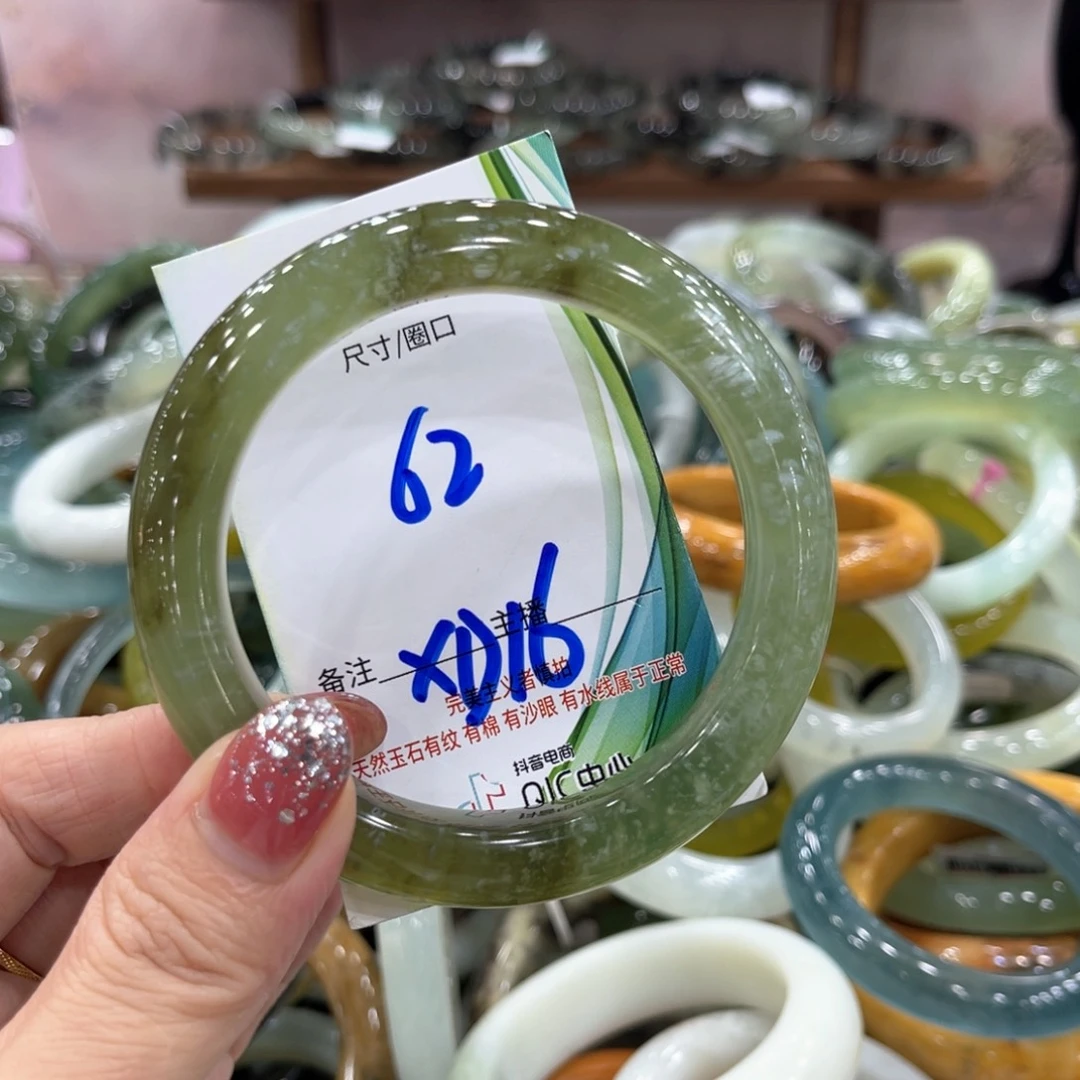 尺寸/圈口
62
主播
备注 XD16
完美主义者慎拍
天然玉石有纹 有棉 有沙眼 有水线属于正常
抖音电商
QIC中心